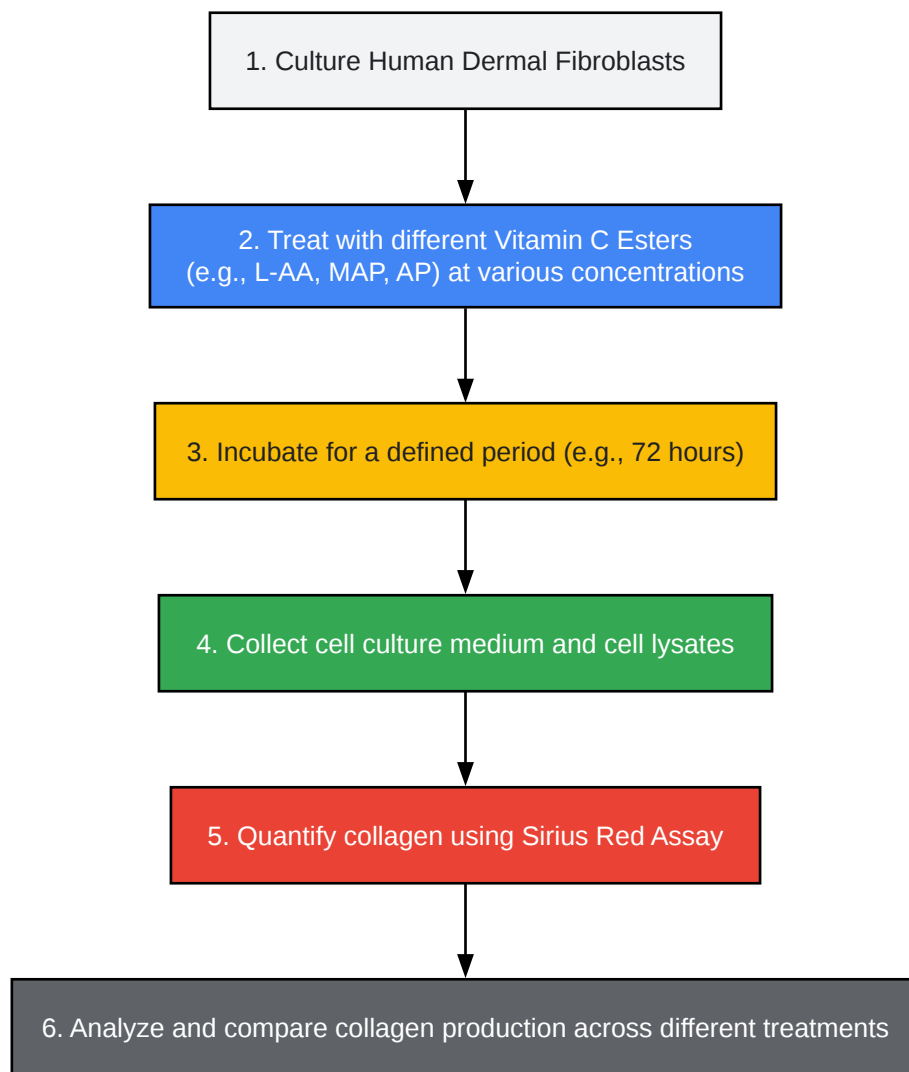 1. Culture Human Dermal Fibroblasts
2. Treat with different Vitamin C Esters
(e.g., L-AA, MAP, AP) at various concentrations
3. Incubate for a defined period (e.g., 72 hours)
4. Collect cell culture medium and cell lysates
5. Quantify collagen using Sirius Red Assay
6. Analyze and compare collagen production across different treatments